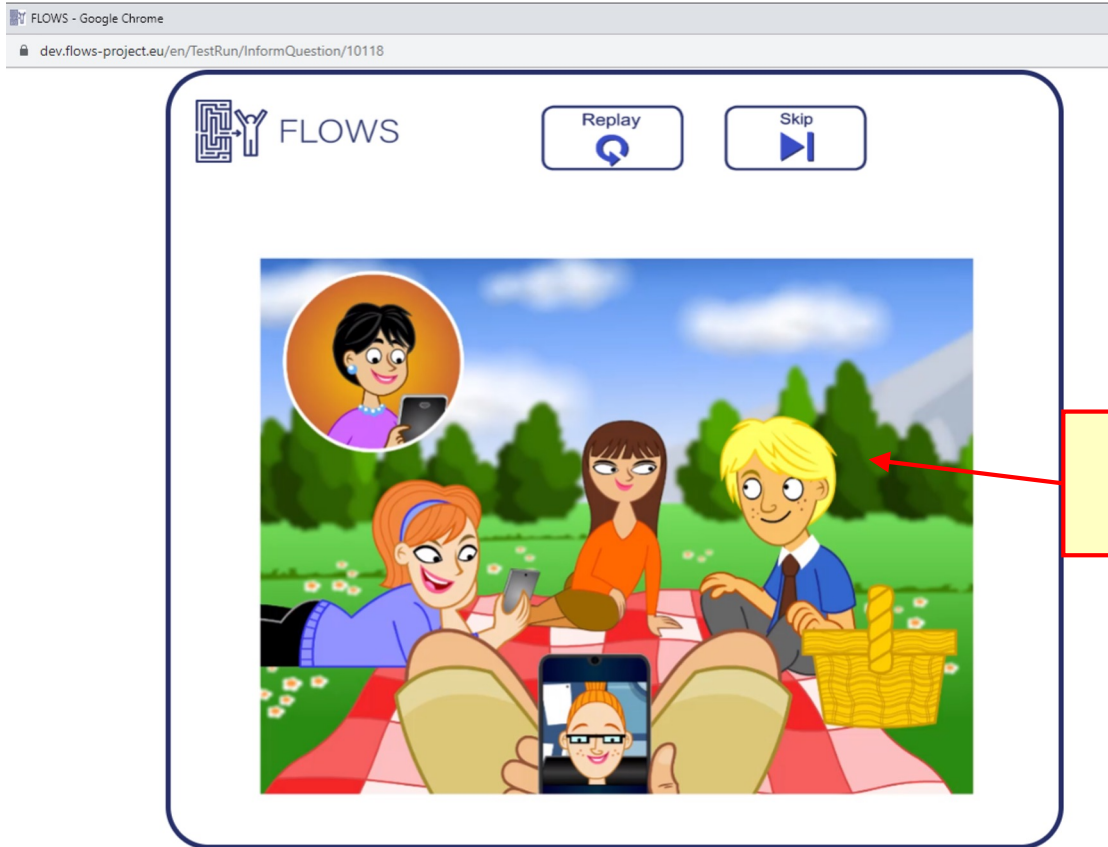 FLOWS - Google Chrome
dev.flows-project.eu/en/TestRun/InformQuestion/10118
FLOWS
Replay
Skip